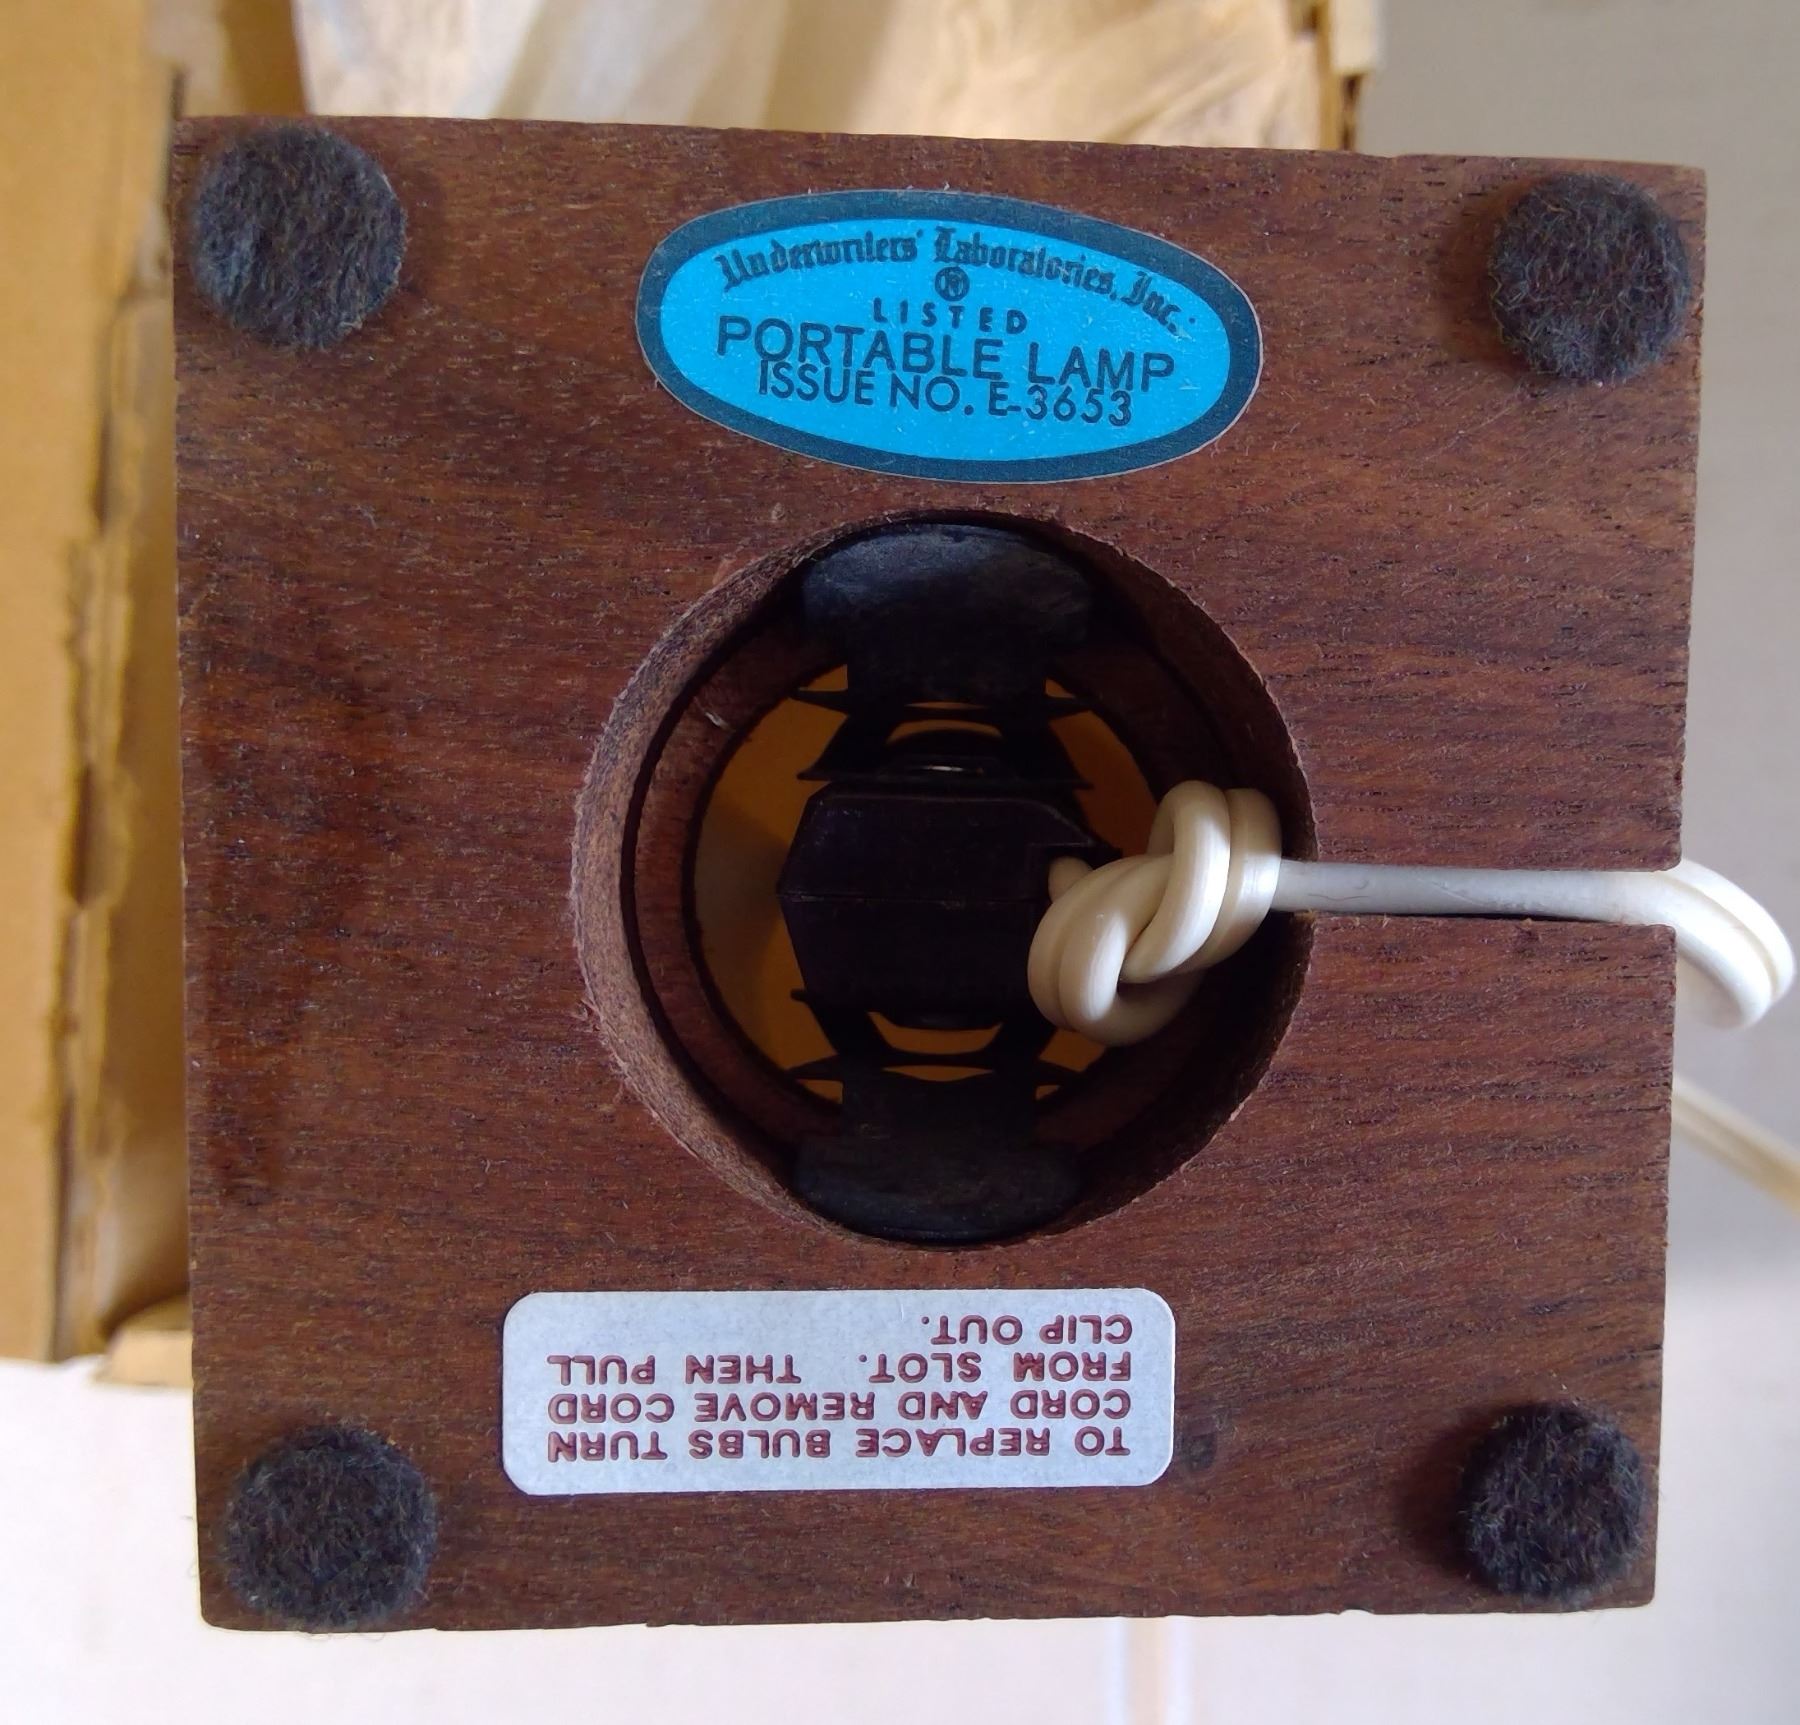 Underwriters' Laboratories, Inc.
®
LISTED
PORTABLE LAMP
ISSUE NO. E-3653
TO REPLACE BULBS TURN
CORD AND REMOVE CORD
FROM SLOT. THEN PULL
CLIP OUT.